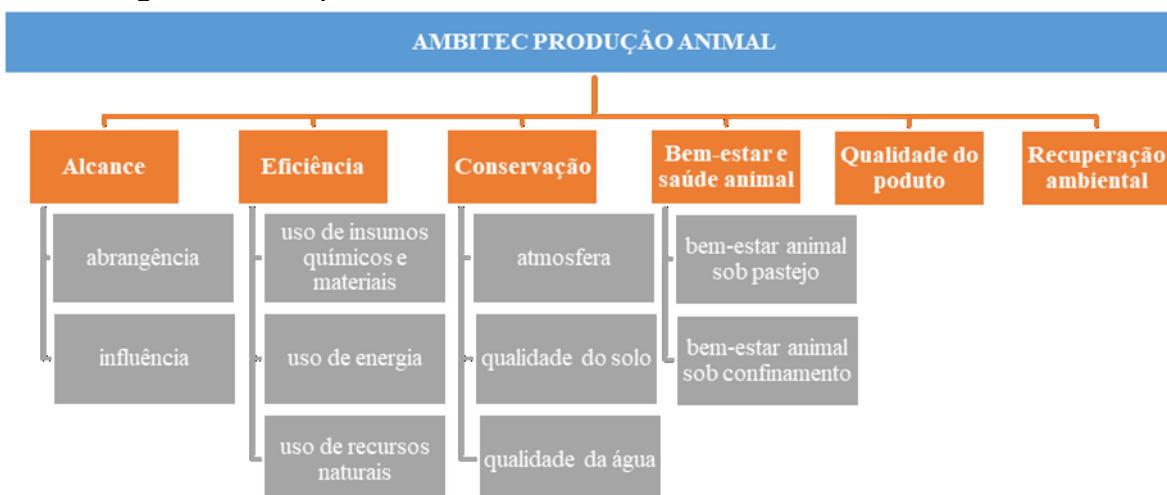 AMBITEC PRODUÇÃO ANIMAL
Alcance
abrangência
influência
Eficiência
uso de insumos
químicos e
materiais
uso de energia
uso de recursos
naturais
Conservação
atmosfera
qualidade do solo
qualidade da água
Bem-estar e
saúde animal
bem-estar animal
sob pastejo
bem-estar animal
sob confinamento
Qualidade do
poduto
Recuperação
ambiental